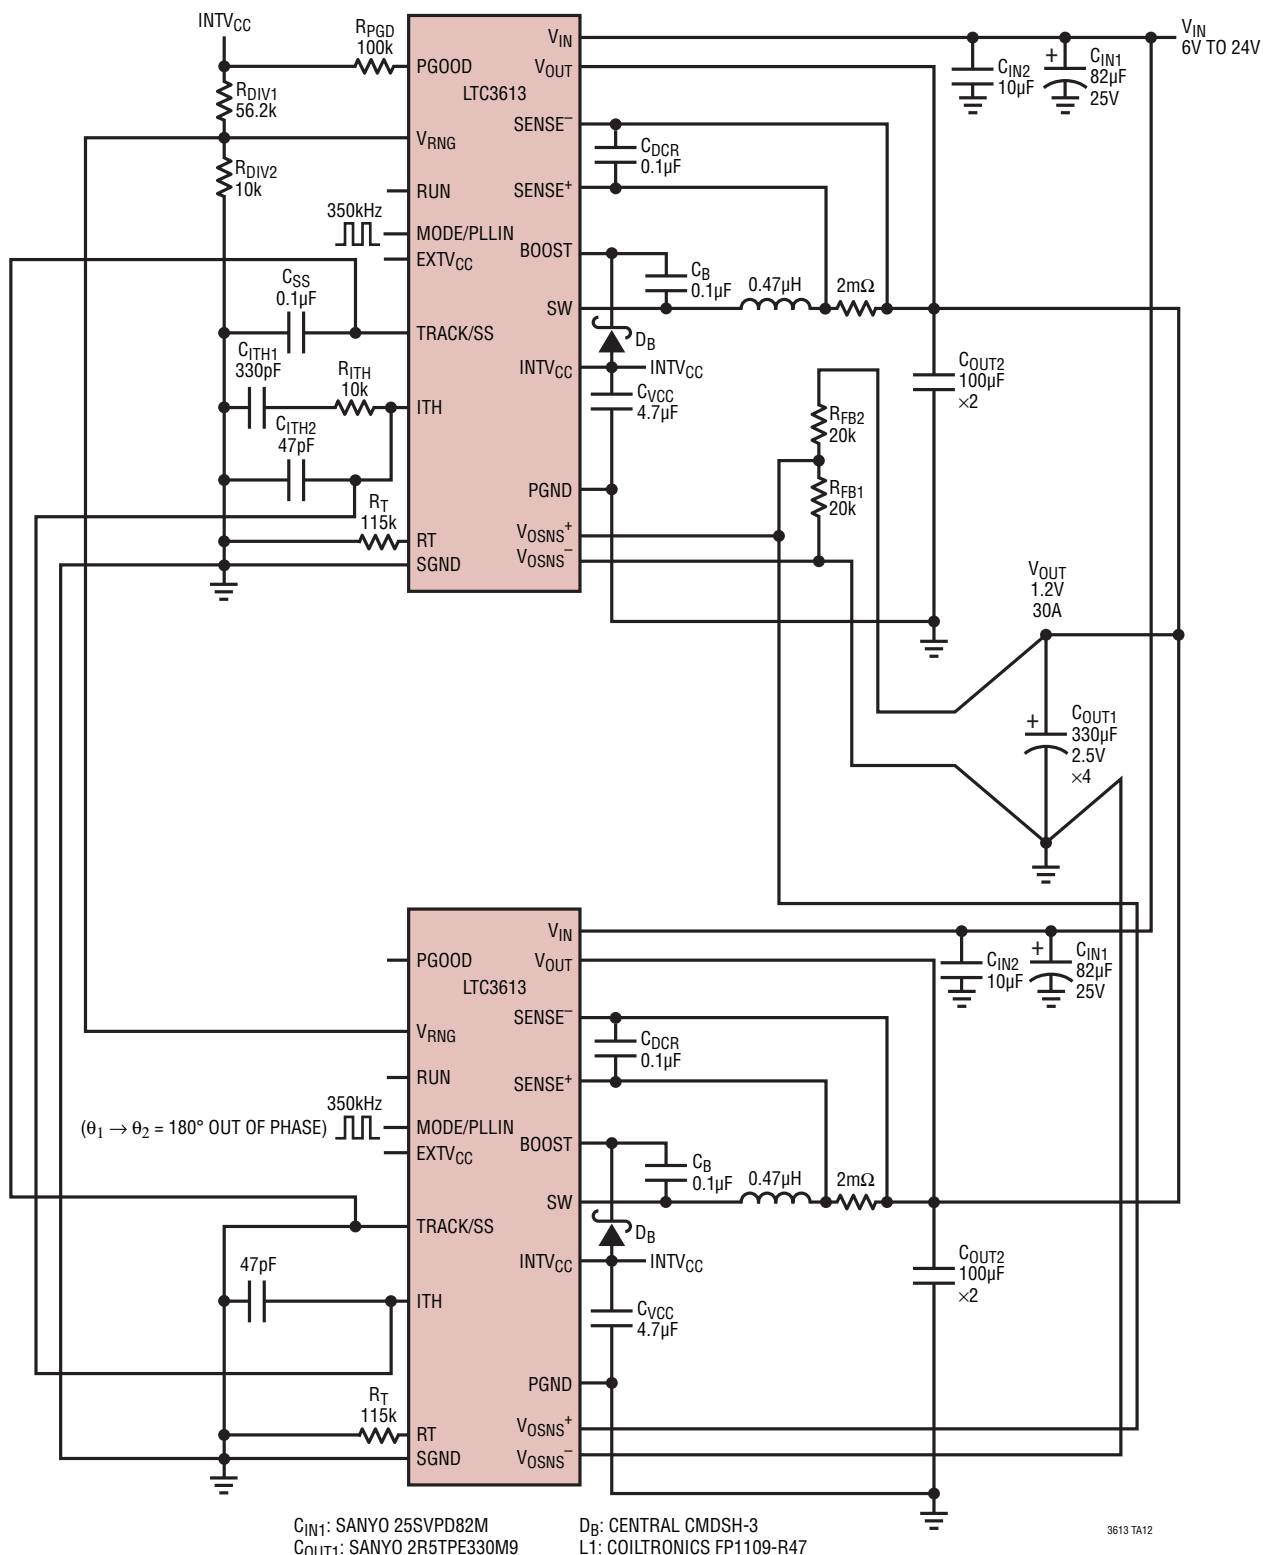 INTVCC
RPGD
100k
RDIV1
56.2k
RDIV2
10k
350kHz
CSS
0.1µF
CITH1
330pF
RITH
10k
CITH2
47pF
RT
115k
PGOOD
LTC3613
VRNG
RUN
MODE/PLLIN
EXTVCC
TRACK/SS
ITH
RT
SGND
VIN
VOUT
SENSE–
SENSE+
BOOST
SW
INTVCC
PGND
VOSNS+
VOSNS–
VIN
6V TO 24V
CIN2
10µF
+
CIN1
82µF
25V
CDCR
0.1µF
CB
0.1µF
0.47µH
2mΩ
DB
INTVCC
CVCC
4.7µF
COUT2
100µF
×2
RFB2
20k
RFB1
20k
VOUT
1.2V
30A
+
COUT1
330µF
2.5V
×4
PGOOD
LTC3613
VRNG
RUN
350kHz
(θ1 → θ2 = 180° OUT OF PHASE)
MODE/PLLIN
EXTVCC
TRACK/SS
47pF
ITH
RT
115k
RT
SGND
VIN
VOUT
SENSE–
SENSE+
BOOST
SW
INTVCC
PGND
VOSNS+
VOSNS–
CIN2
10µF
+
CIN1
82µF
25V
CDCR
0.1µF
CB
0.1µF
0.47µH
2mΩ
DB
INTVCC
CVCC
4.7µF
COUT2
100µF
×2
CIN1: SANYO 25SVPD82M
COUT1: SANYO 2R5TPE330M9
DB: CENTRAL CMDSH-3
L1: COILTRONICS FP1109-R47
3613 TA12